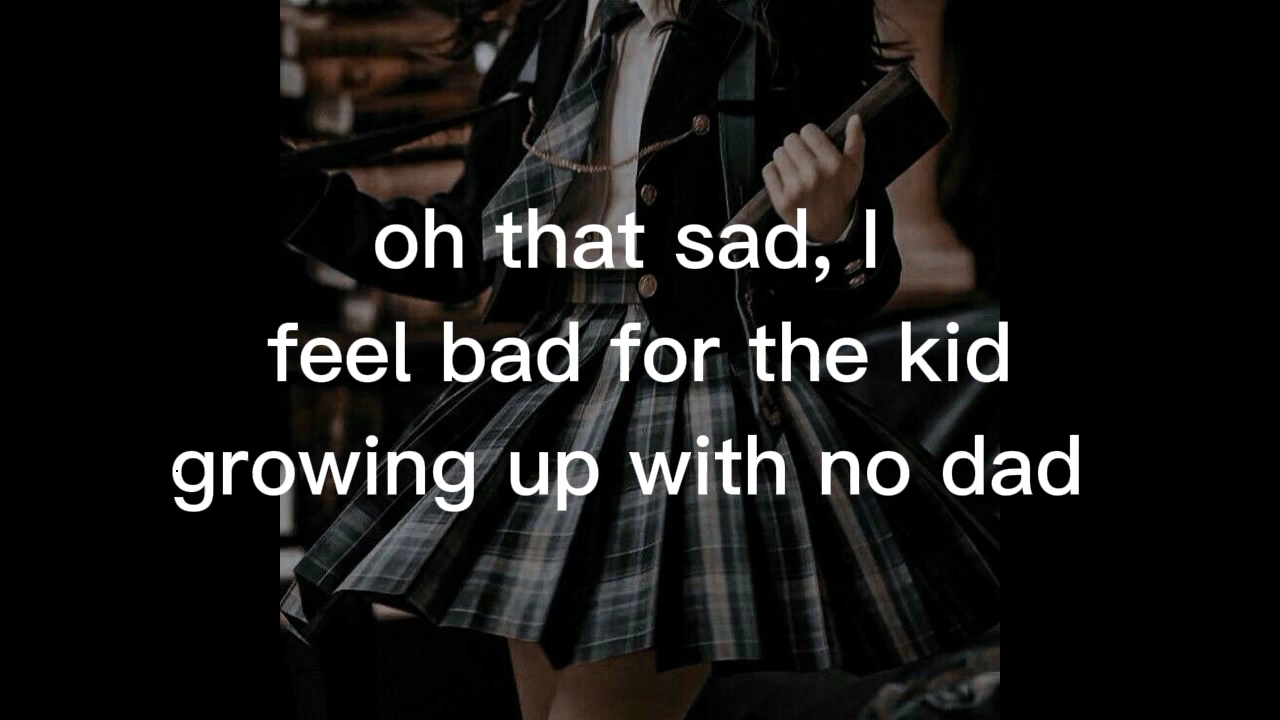 oh that sad, I
feel bad for the kid
growing up with no dad